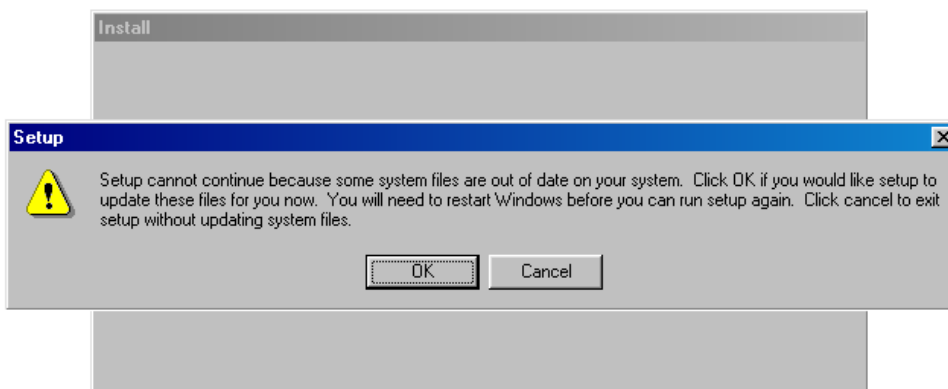 Install
Setup
Setup cannot continue because some system files are out of date on your system.  Click OK if you would like setup to
update these files for you now.  You will need to restart Windows before you can run setup again.  Click cancel to exit
setup without updating system files.
OK
Cancel